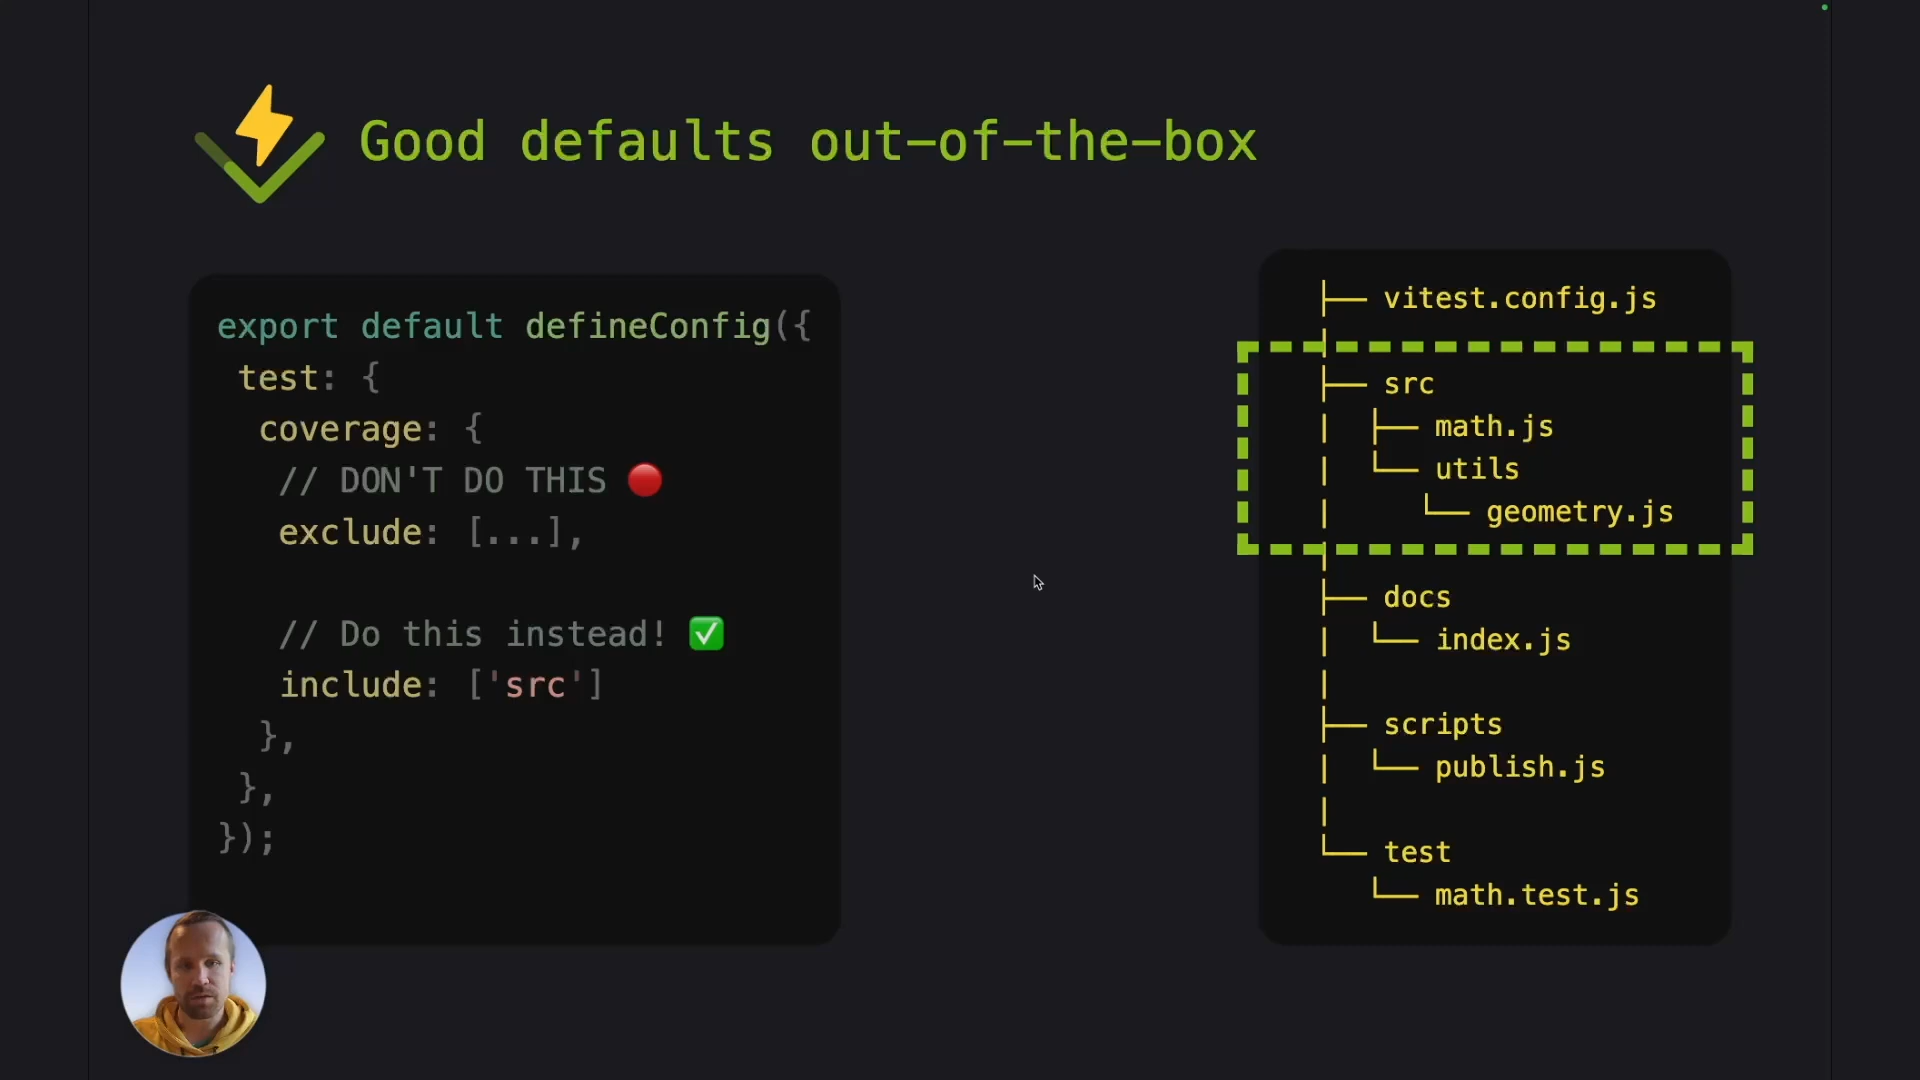 Good defaults out-of-the-box
export default defineConfig({
test: {
coverage: {
// DON'T DO THIS 🔴
exclude: [...],
// Do this instead! ✅
include: ['src']
},
},
});
├── vitest.config.js
│
├── src
│  ├── math.js
│  └── utils
│     └── geometry.js
│
├── docs
│  └── index.js
│
├── scripts
│  └── publish.js
│
└── test
   └── math.test.js